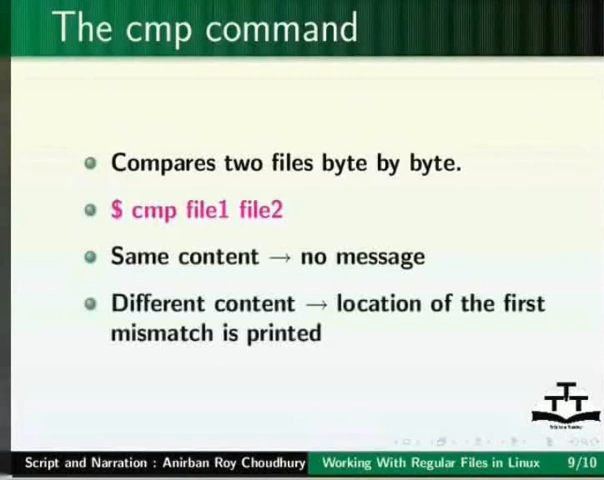 The cmp command
Compares two files byte by byte.
$ cmp file1 file2
Same content → no message
Different content → location of the first
mismatch is printed
TTT
Script and Narration : Anirban Roy Choudhury
Working With Regular Files in Linux
9/10